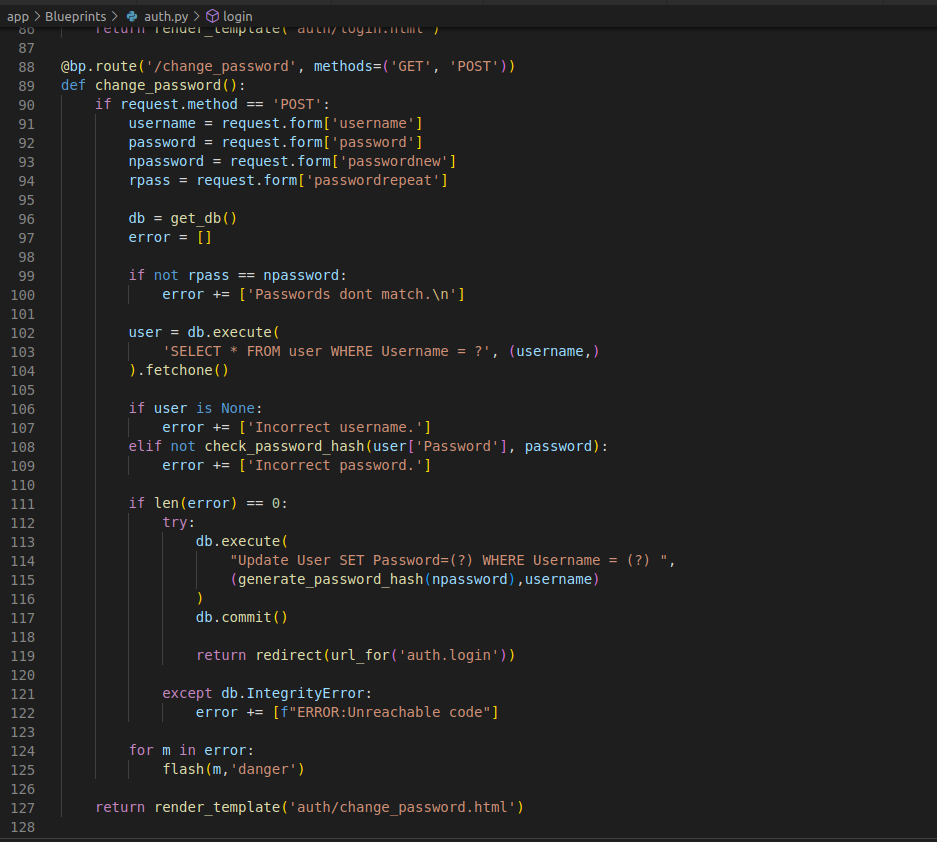 app > Blueprints > auth.py > login
86 return render_template('auth/login.html')
87
88 @bp.route('/change_password', methods=('GET', 'POST'))
89 def change_password():
90     if request.method == 'POST':
91         username = request.form['username']
92         password = request.form['password']
93         npassword = request.form['passwordnew']
94         rpass = request.form['passwordrepeat']
95
96         db = get_db()
97         error = []
98
99         if not rpass == npassword:
100             error += ['Passwords dont match.\n']
101
102         user = db.execute(
103             'SELECT * FROM user WHERE Username = ?', (username,)
104         ).fetchone()
105
106         if user is None:
107             error += ['Incorrect username.']
108         elif not check_password_hash(user['Password'], password):
109             error += ['Incorrect password.']
110
111         if len(error) == 0:
112             try:
113                 db.execute(
114                     "Update User SET Password=(?) WHERE Username = (?) ",
115                     (generate_password_hash(npassword),username)
116                 )
117                 db.commit()
118
119                 return redirect(url_for('auth.login'))
120
121             except db.IntegrityError:
122                 error += [f"ERROR:Unreachable code"]
123
124         for m in error:
125             flash(m,'danger')
126
127     return render_template('auth/change_password.html')
128